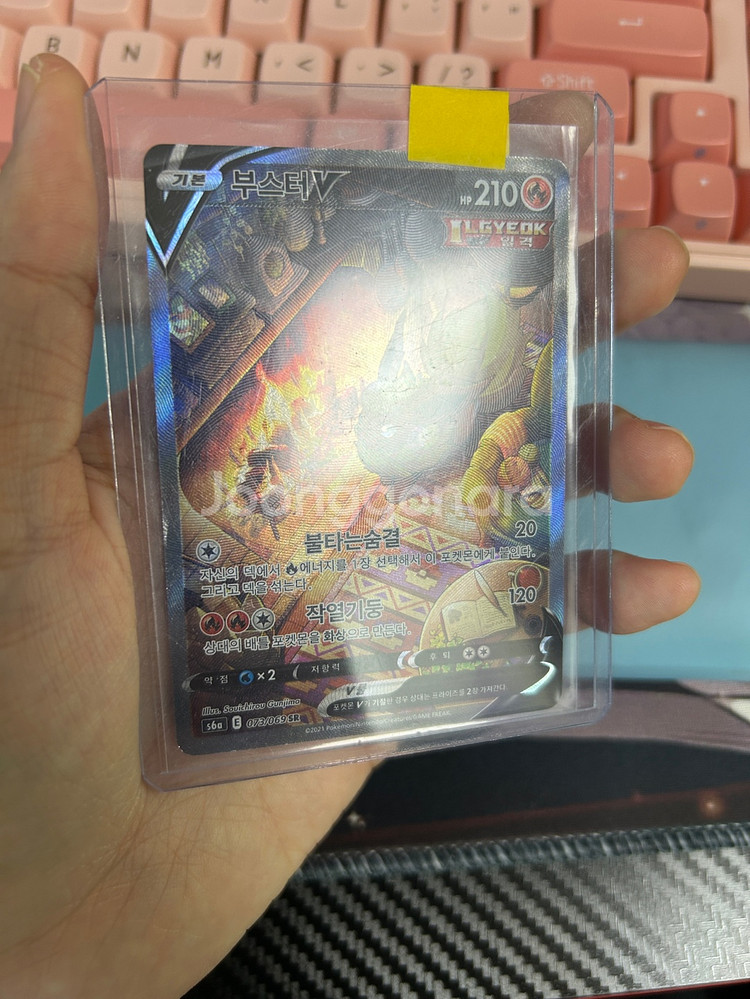 B N M < > / ?
Shift
기본 부스터V HP 210
ILGYEOK
일격
Joonggonara
불타는숨결 20
자신의 덱에서 에너지를 1장 선택해서 이 포켓몬에게 붙인다.
그리고 덱을 섞는다.
작열기둥 120
상대의 배틀 포켓몬을 화상으로 만든다.
약점 ×2 저항력 후퇴
V룰
포켓몬 V가 기절한 경우 상대는 프라이즈를 2장 가져간다.
Illus. Souichirou Gunjima
s6a E 073/069 SR
©2021 Pokémon/Nintendo/Creatures/GAME FREAK.